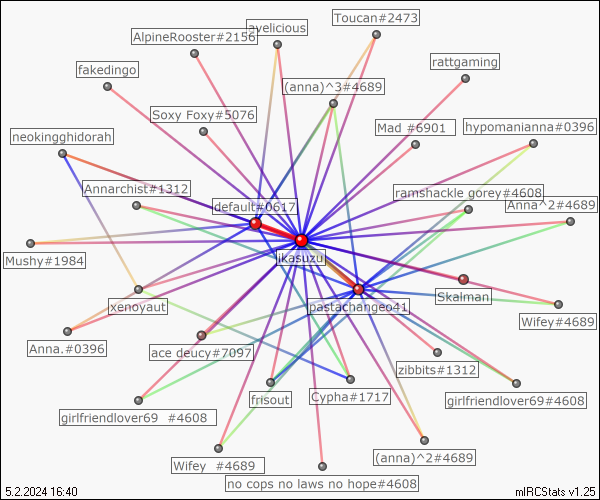 Toucan#2473
avelicious
AlpineRooster#2156
rattgaming
fakedingo
(anna)^3#4689
Soxy Foxy#5076
Mad #6901
hypomanianna#0396
neokingghidorah
Annarchist#1312
ramshackle gorey#4608
Anna^2#4689
default#0617
jikasuzu
Mushy#1984
Skalman
xenoyaut
pastachangeo41
Wifey#4689
Anna.#0396
ace deucy#7097
zibbits#1312
frisout
Cypha#1717
girlfriendlover69#4608
girlfriendlover69 #4608
(anna)^2#4689
Wifey #4689
no cops no laws no hope#4608
5.2.2024 16:40
mIRCStats v1.25